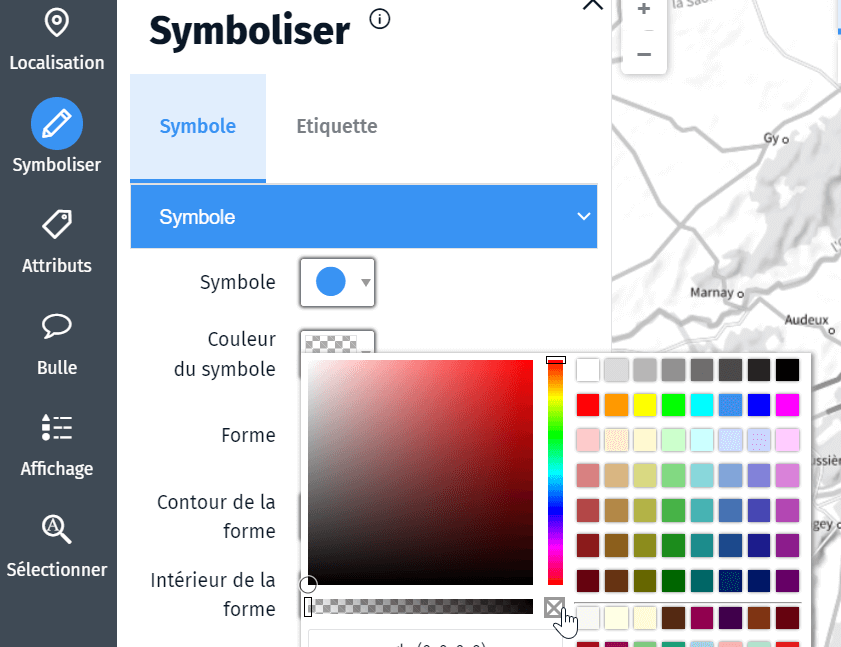 Localisation
Symboliser
Attributs
Bulle
Affichage
A
Sélectionner
Symboliser
i
Symbole
Etiquette
Symbole
Symbole
Couleur
du symbole
Forme
Contour de la
forme
Intérieur de la
forme
+
−
Gy
Marnay
Audeux